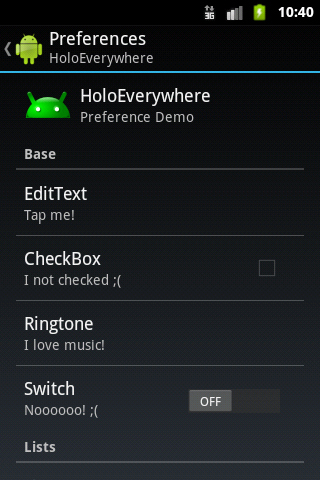 3G
10:40
Preferences
HoloEverywhere
HoloEverywhere
Preference Demo
Base
EditText
Tap me!
CheckBox
I not checked ;(
Ringtone
I love music!
Switch
Noooooo! ;(
OFF
Lists